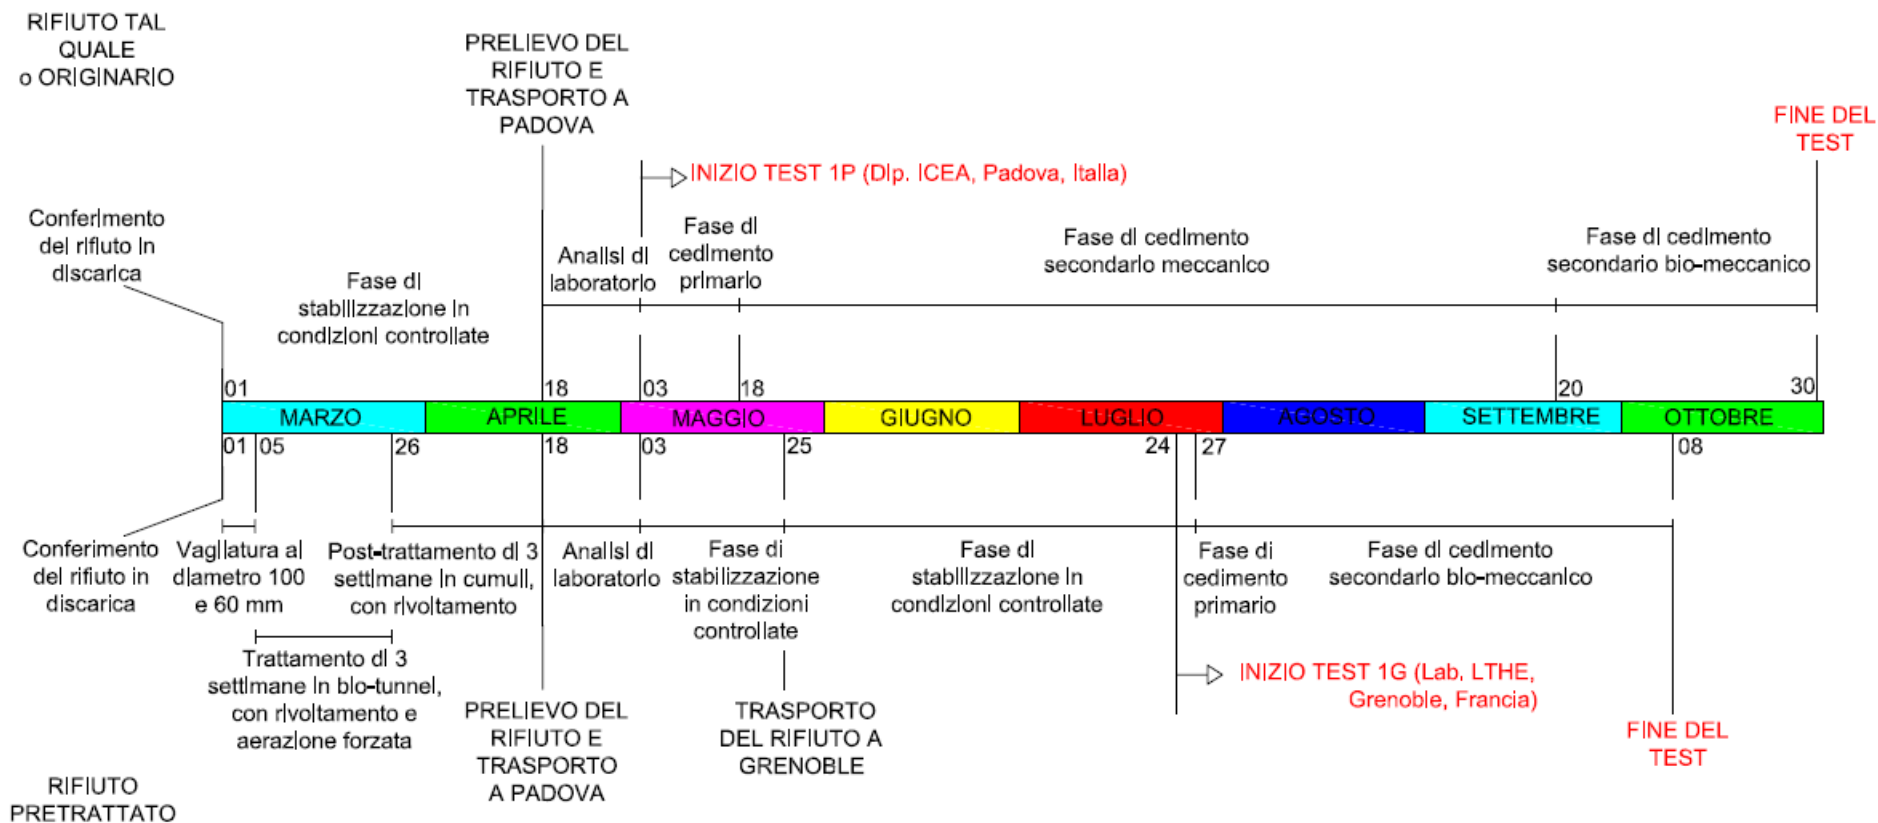 RIFIUTO TAL
QUALE
o ORIGINARIO
PRELIEVO DEL
RIFIUTO E
TRASPORTO A
PADOVA
FINE DEL
TEST
INIZIO TEST 1P (Dip. ICEA, Padova, Italia)
Conferimento
del rifiuto in
discarica
Fase di
stabilizzazione in
condizioni controllate
Analisi di
laboratorio
Fase di
cedimento
primario
Fase di cedimento
secondario meccanico
Fase di cedimento
secondario bio-meccanico
01
18
03
18
20
30
MARZO
APRILE
MAGGIO
GIUGNO
LUGLIO
AGOSTO
SETTEMBRE
OTTOBRE
01
05
26
18
03
25
24
27
08
Conferimento
del rifiuto in
discarica
Vagliatura al
diametro 100
e 60 mm
Post-trattamento di 3
settimane in cumuli,
con rivoltamento
Analisi di
laboratorio
Fase di
stabilizzazione
in condizioni
controllate
Fase di
stabilizzazione in
condizioni controllate
Fase di
cedimento
primario
Fase di cedimento
secondario bio-meccanico
Trattamento di 3
settimane in bio-tunnel,
con rivoltamento e
aerazione forzata
INIZIO TEST 1G (Lab. LTHE,
Grenoble, Francia)
PRELIEVO DEL
RIFIUTO E
TRASPORTO
A PADOVA
TRASPORTO
DEL RIFIUTO A
GRENOBLE
FINE DEL
TEST
RIFIUTO
PRETRATTATO